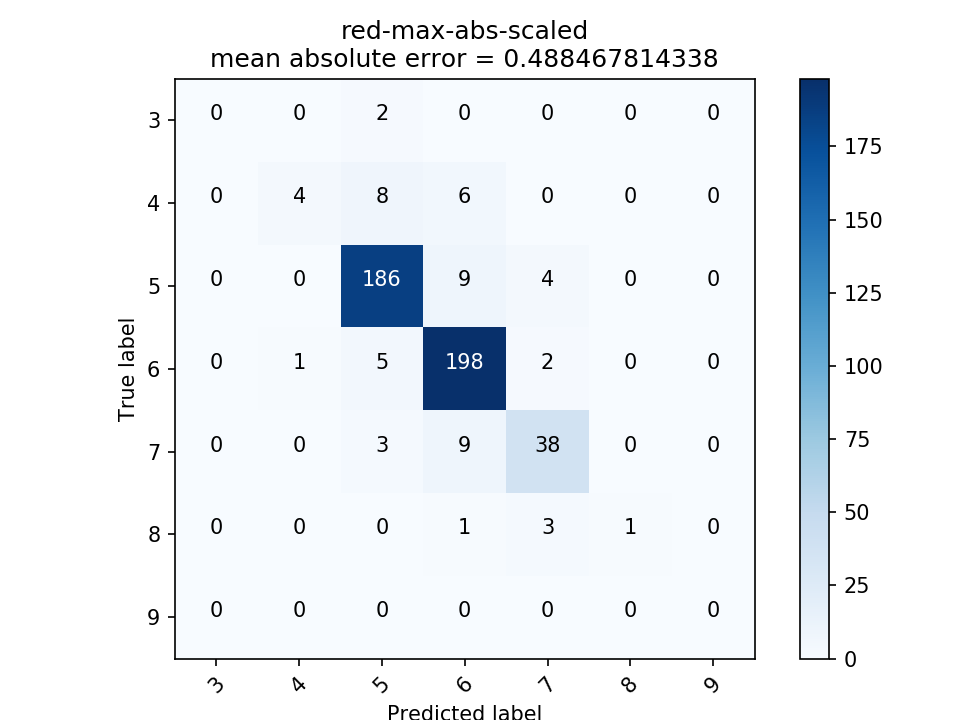 red-max-abs-scaled
mean absolute error = 0.488467814338
3 0 0 2 0 0 0 0
4 0 4 8 6 0 0 0
5 0 0 186 9 4 0 0
6 0 1 5 198 2 0 0
7 0 0 3 9 38 0 0
8 0 0 0 1 3 1 0
9 0 0 0 0 0 0 0
3 4 5 6 7 8 9
True label
Predicted label
175
150
125
100
75
50
25
0